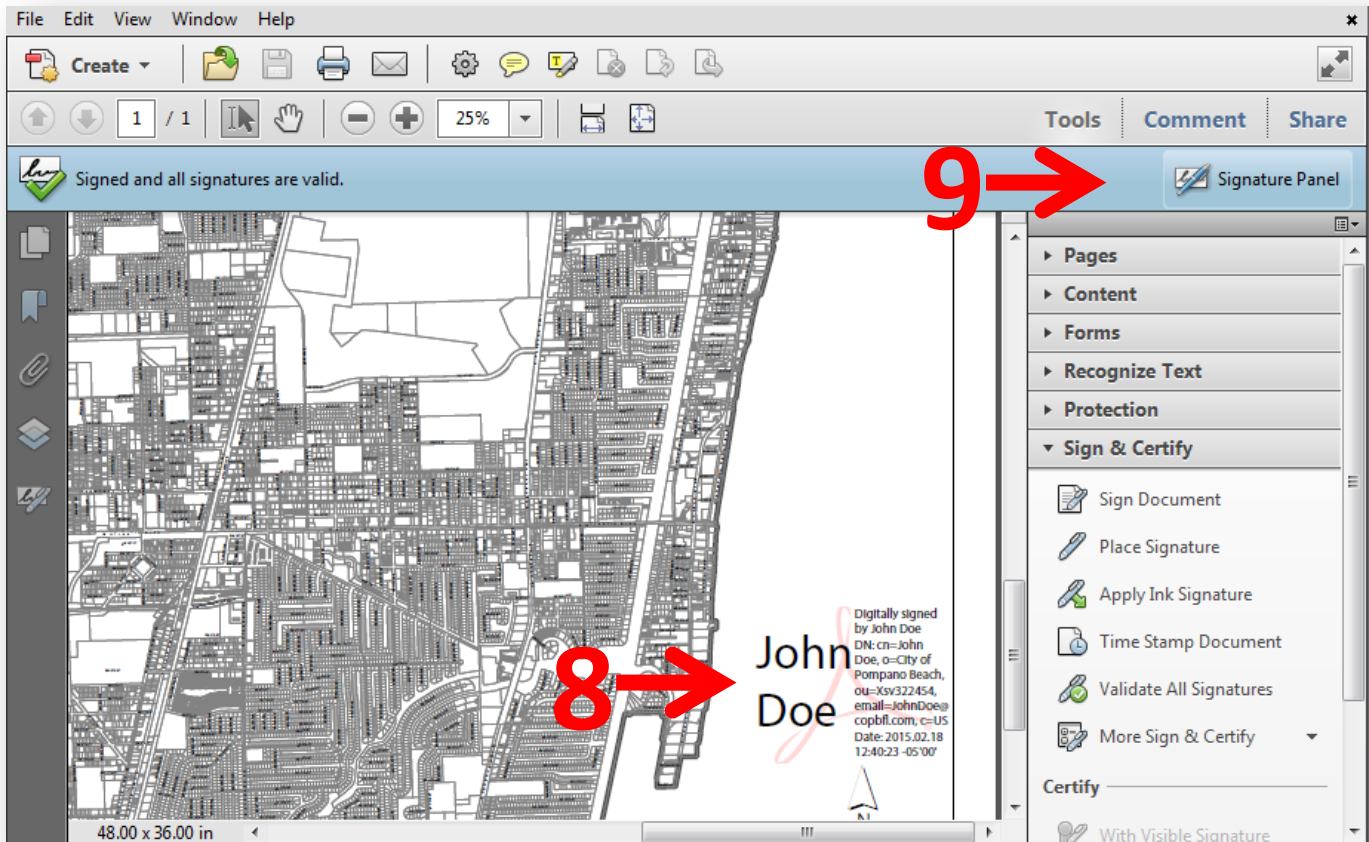 File Edit View Window Help
Create
1 / 1 25% Tools Comment Share
Signed and all signatures are valid. 9 Signature Panel
Pages
Content
Forms
Recognize Text
Protection
Sign & Certify
Sign Document
Place Signature
Apply Ink Signature
Time Stamp Document
Validate All Signatures
More Sign & Certify
Certify
With Visible Signature
8
John
Doe
Digitally signed
by John Doe
DN: cn=John
Doe, o=City of
Pompano Beach,
ou=Xsv322454,
email=JohnDoe@
copbfl.com, c=US
Date: 2015.02.18
12:40:23 -05'00'
N
48.00 x 36.00 in